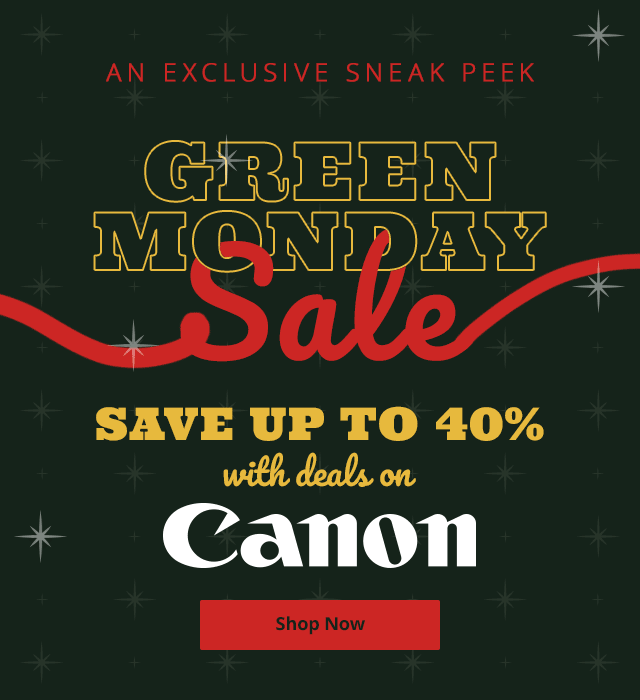 AN EXCLUSIVE SNEAK PEEK
GREEN
MONDAY
Sale
SAVE UP TO 40%
with deals on
Canon
Shop Now